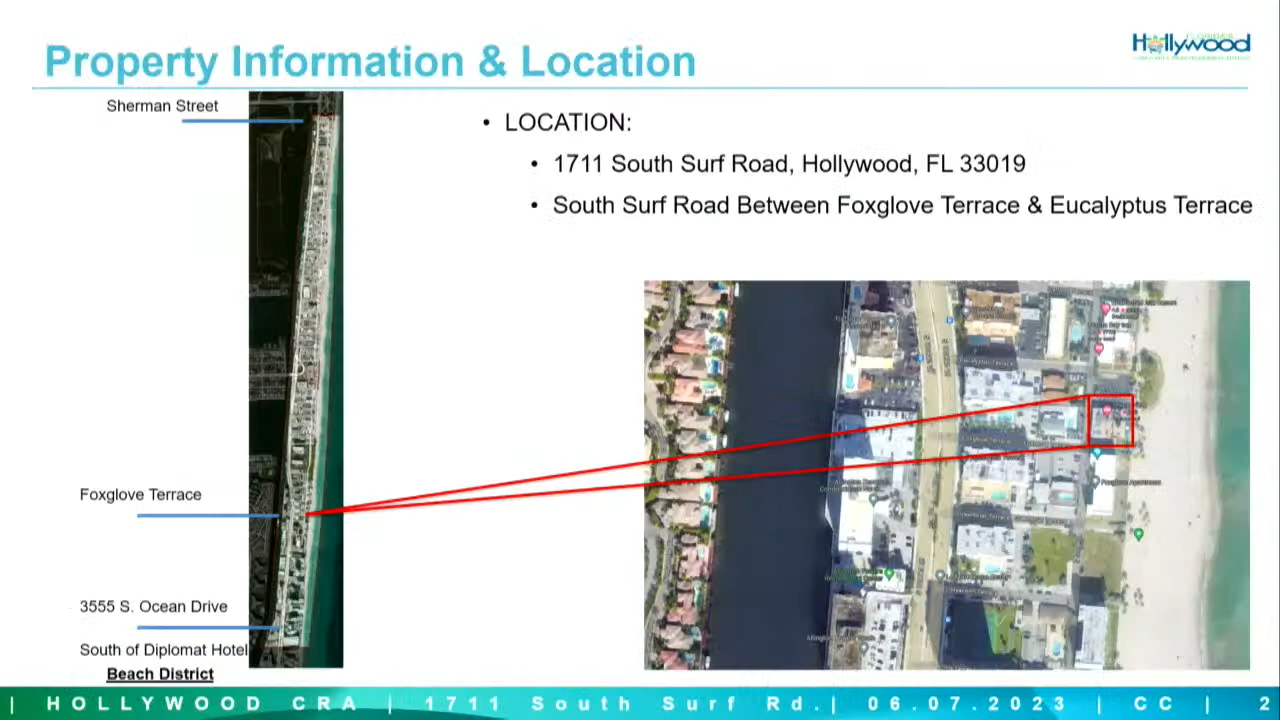 Property Information & Location
Hollywood
Sherman Street
• LOCATION:
• 1711 South Surf Road, Hollywood, FL 33019
• South Surf Road Between Foxglove Terrace & Eucalyptus Terrace
Foxglove Terrace
3555 S. Ocean Drive
South of Diplomat Hotel
Beach District
| HOLLYWOOD CRA | 1711 South Surf Rd.| 06.07.2023 | CC | 2